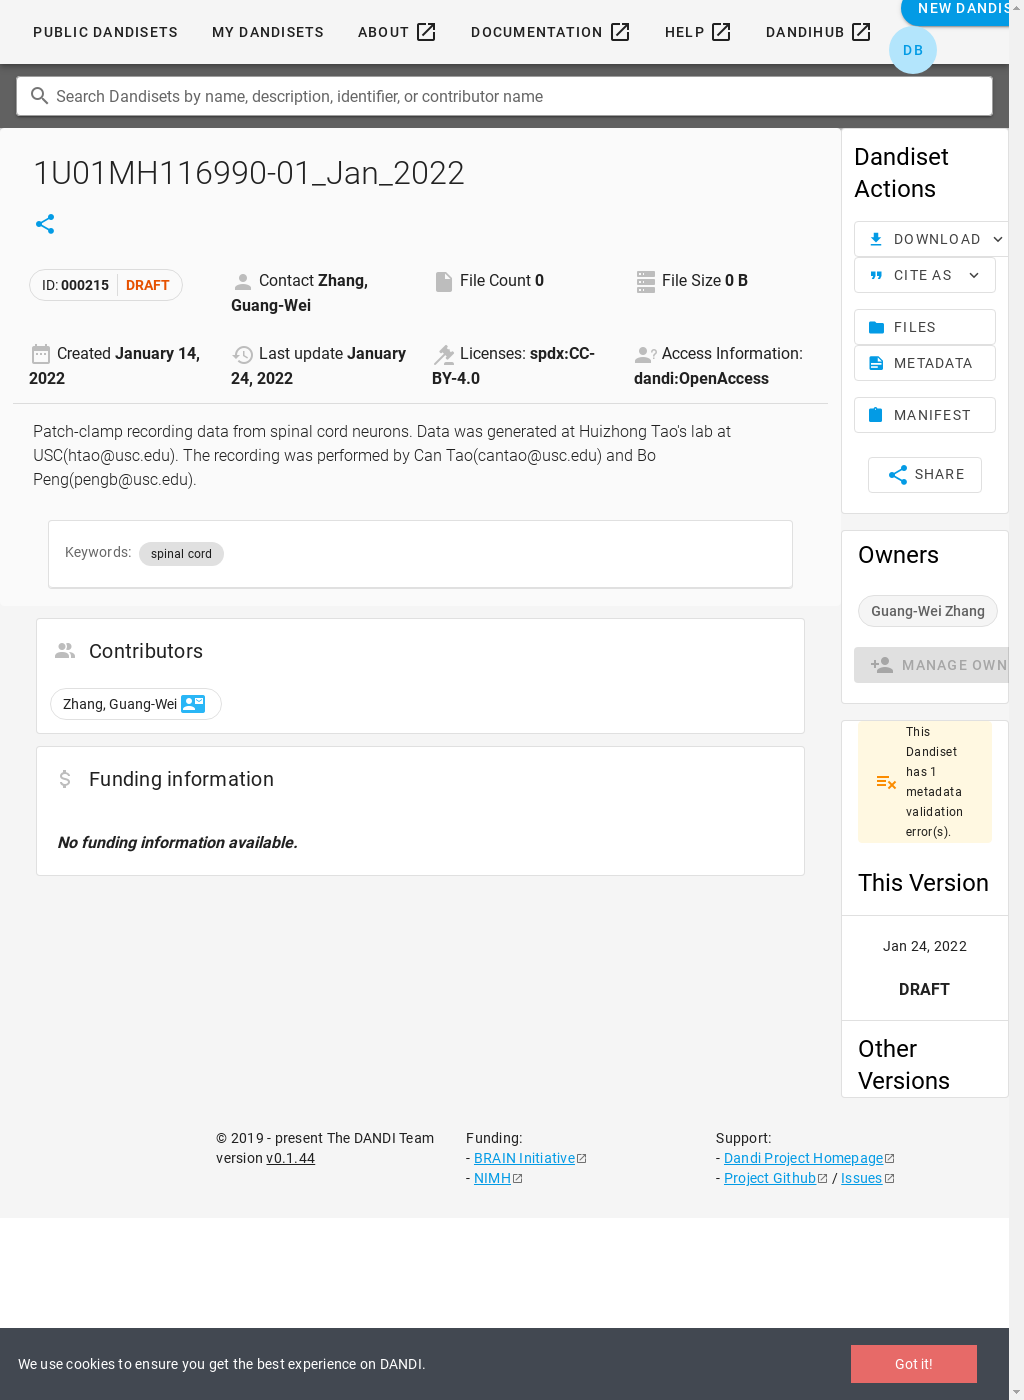 PUBLIC DANDISETS
MY DANDISETS
ABOUT
DOCUMENTATION
HELP
DANDIHUB
NEW DANDIS
DB
Search Dandisets by name, description, identifier, or contributor name
1U01MH116990-01_Jan_2022
ID: 000215 DRAFT
Contact Zhang,
Guang-Wei
File Count 0
File Size 0 B
Created January 14,
2022
Last update January
24, 2022
Licenses: spdx:CC-
BY-4.0
Access Information:
dandi:OpenAccess
Patch-clamp recording data from spinal cord neurons. Data was generated at Huizhong Tao's lab at
USC(htao@usc.edu). The recording was performed by Can Tao(cantao@usc.edu) and Bo
Peng(pengb@usc.edu).
Keywords: spinal cord
Contributors
Zhang, Guang-Wei
Funding information
No funding information available.
Dandiset
Actions
DOWNLOAD
CITE AS
FILES
METADATA
MANIFEST
SHARE
Owners
Guang-Wei Zhang
MANAGE OWN
This
Dandiset
has 1
metadata
validation
error(s).
This Version
Jan 24, 2022
DRAFT
Other
Versions
© 2019 - present The DANDI Team
version v0.1.44
Funding:
- BRAIN Initiative
- NIMH
Support:
- Dandi Project Homepage
- Project Github / Issues
We use cookies to ensure you get the best experience on DANDI.
Got it!